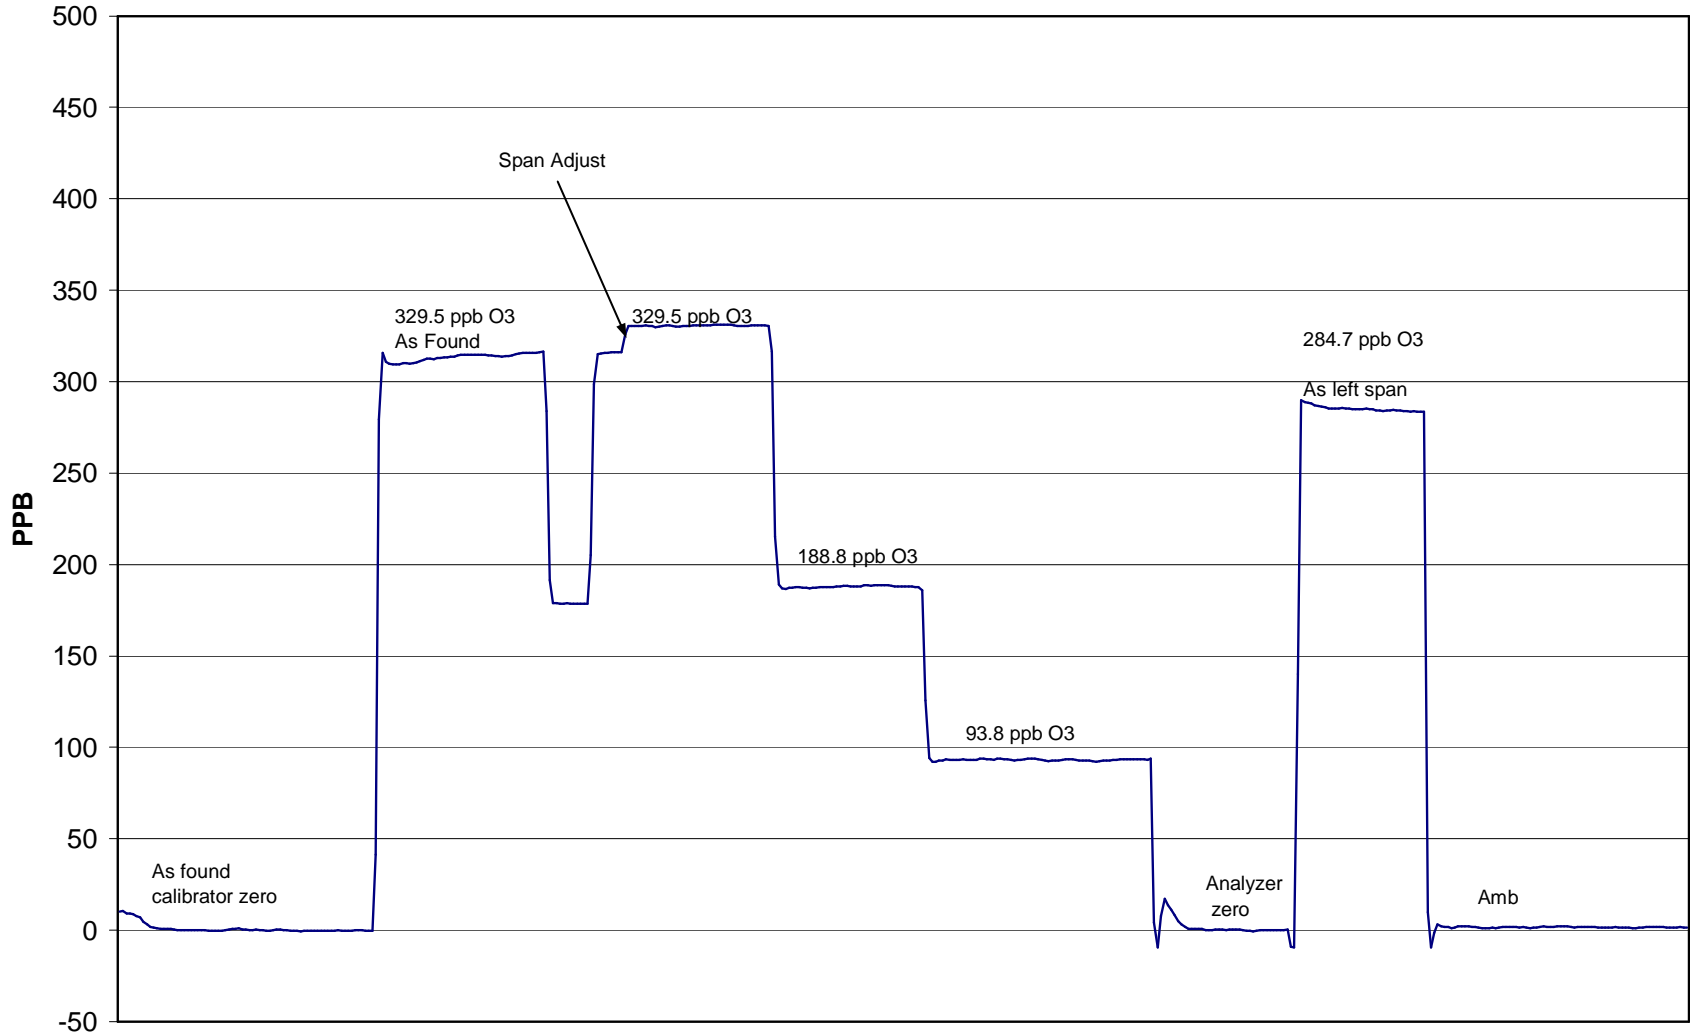 500
450
400
350
300
250
200
150
100
50
0
-50
PPB
Span Adjust
329.5 ppb O3
As Found
329.5 ppb O3
284.7 ppb O3
As left span
188.8 ppb O3
93.8 ppb O3
As found
calibrator zero
Analyzer
zero
Amb